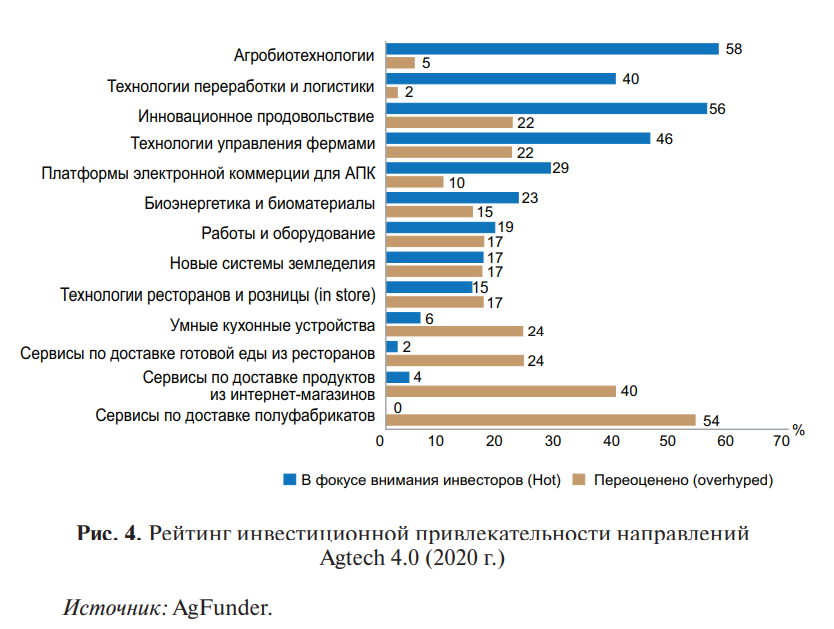 Агробиотехнологии
58
5
Технологии переработки и логистики
40
2
Инновационное продовольствие
56
22
Технологии управления фермами
46
22
Платформы электронной коммерции для АПК
29
10
Биоэнергетика и биоматериалы
23
15
Работы и оборудование
19
17
Новые системы земледелия
17
17
Технологии ресторанов и розницы (in store)
15
17
Умные кухонные устройства
6
24
Сервисы по доставке готовой еды из ресторанов
2
24
Сервисы по доставке продуктов
из интернет-магазинов
4
40
Сервисы по доставке полуфабрикатов
0
54
0 10 20 30 40 50 60 70 %
В фокусе внимания инвесторов (Hot) Переоценено (overhyped)
Рис. 4. Рейтинг инвестиционной привлекательности направлений
Agtech 4.0 (2020 г.)
Источник: AgFunder.